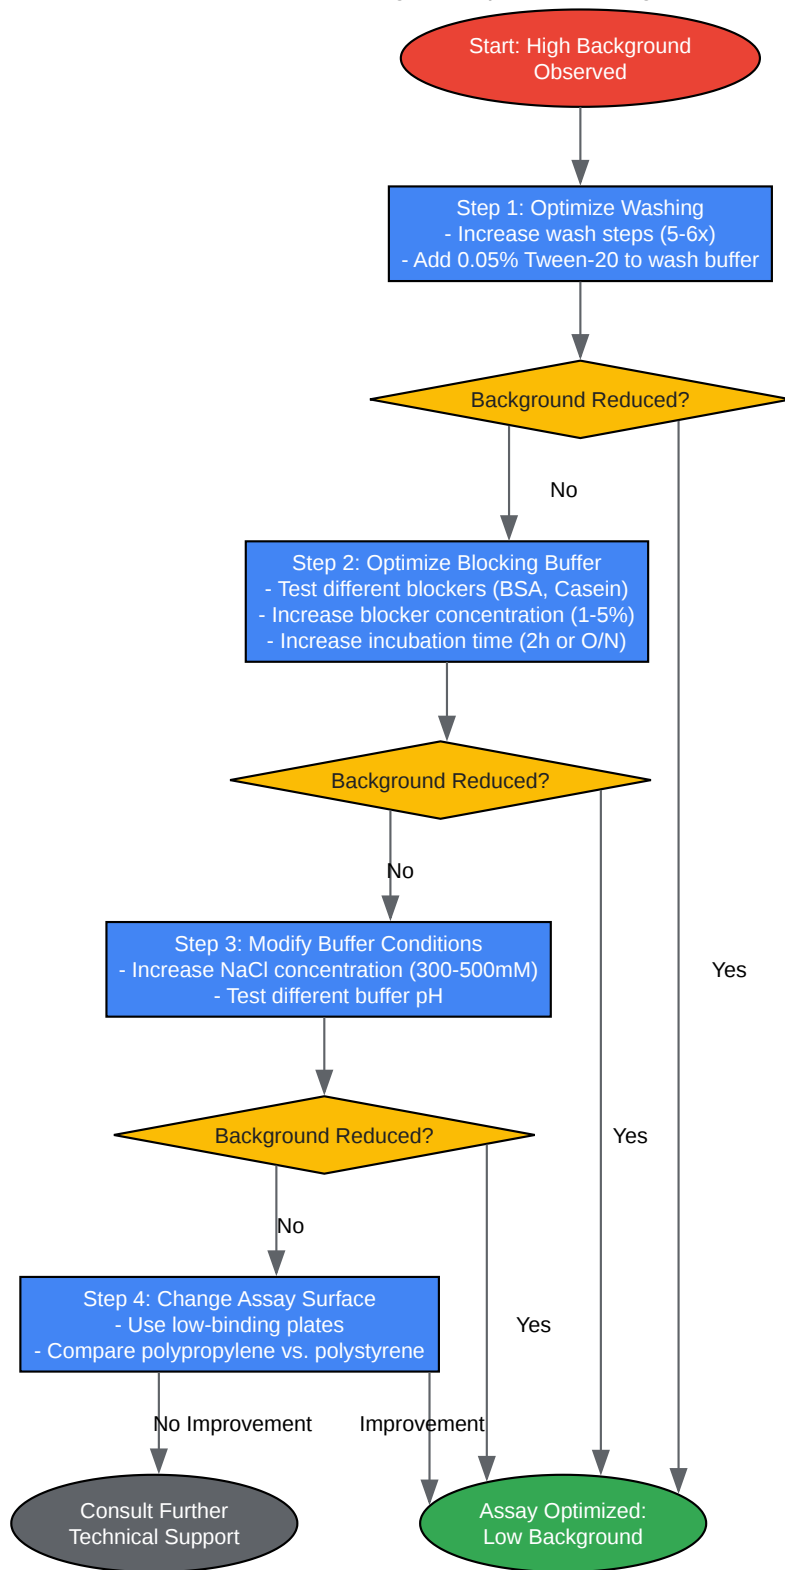 Start: High Background
Observed
Step 1: Optimize Washing
- Increase wash steps (5-6x)
- Add 0.05% Tween-20 to wash buffer
Background Reduced?
No
Step 2: Optimize Blocking Buffer
- Test different blockers (BSA, Casein)
- Increase blocker concentration (1-5%)
- Increase incubation time (2h or O/N)
Background Reduced?
No
Step 3: Modify Buffer Conditions
- Increase NaCl concentration (300-500mM)
- Test different buffer pH
Yes
Background Reduced?
Yes
No
Step 4: Change Assay Surface
- Use low-binding plates
- Compare polypropylene vs. polystyrene
Yes
No Improvement
Improvement
Consult Further
Technical Support
Assay Optimized:
Low Background